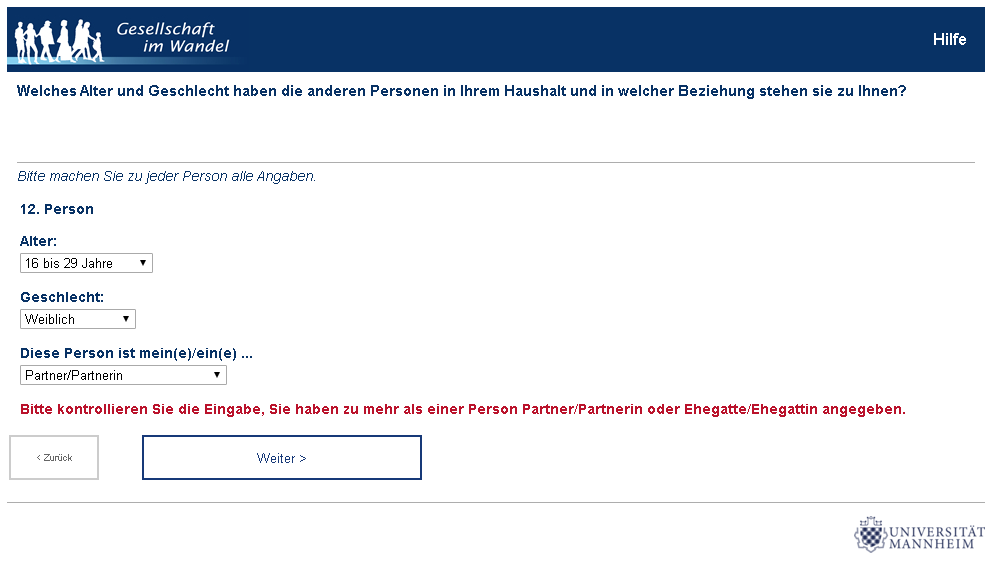 Gesellschaft
im Wandel
Hilfe
Welches Alter und Geschlecht haben die anderen Personen in Ihrem Haushalt und in welcher Beziehung stehen sie zu Ihnen?
Bitte machen Sie zu jeder Person alle Angaben.
12. Person
Alter:
16 bis 29 Jahre
Geschlecht:
Weiblich
Diese Person ist mein(e)/ein(e) ...
Partner/Partnerin
Bitte kontrollieren Sie die Eingabe, Sie haben zu mehr als einer Person Partner/Partnerin oder Ehegatte/Ehegattin angegeben.
< Zurück
Weiter >
UNIVERSITÄT
MANNHEIM